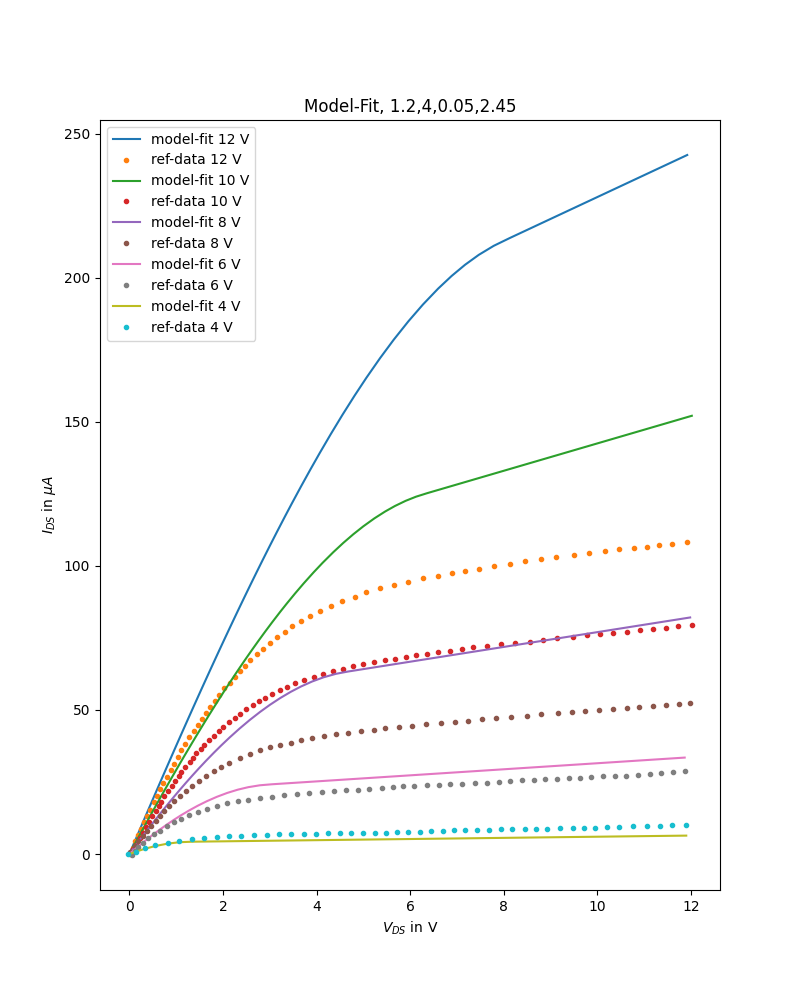 Model-Fit, 1.2,4,0.05,2.45
model-fit 12 V
ref-data 12 V
model-fit 10 V
ref-data 10 V
model-fit 8 V
ref-data 8 V
model-fit 6 V
ref-data 6 V
model-fit 4 V
ref-data 4 V
250
200
150
100
50
0
I_DS in μA
0 2 4 6 8 10 12
V_DS in V